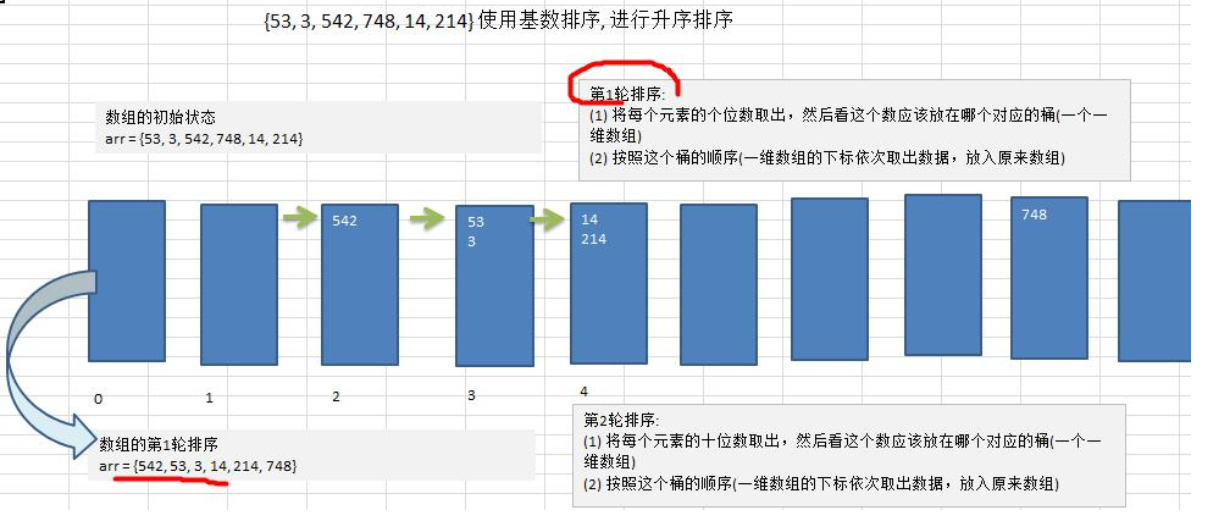 {53, 3, 542, 748, 14, 214} 使用基数排序, 进行升序排序
数组的初始状态
arr = {53, 3, 542, 748, 14, 214}
第1轮排序:
(1) 将每个元素的个位数取出，然后看这个数应该放在哪个对应的桶(一个一
维数组)
(2) 按照这个桶的顺序(一维数组的下标依次取出数据，放入原来数组)
542
53
3
14
214
748
0
1
2
3
4
数组的第1轮排序
arr = {542, 53, 3, 14, 214, 748}
第2轮排序:
(1) 将每个元素的十位数取出，然后看这个数应该放在哪个对应的桶(一个一
维数组)
(2) 按照这个桶的顺序(一维数组的下标依次取出数据，放入原来数组)